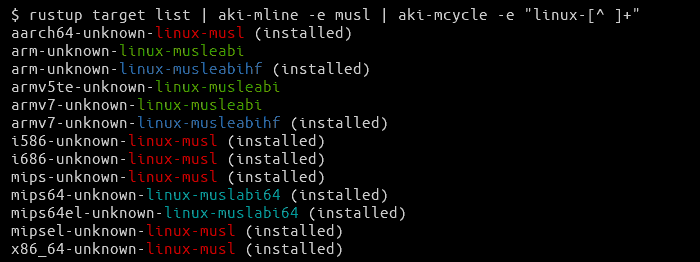 $ rustup target list | aki-mline -e musl | aki-mcycle -e "linux-[^ ]+"
aarch64-unknown-linux-musl (installed)
arm-unknown-linux-musleabi
arm-unknown-linux-musleabihf (installed)
armv5te-unknown-linux-musleabi
armv7-unknown-linux-musleabi
armv7-unknown-linux-musleabihf (installed)
i586-unknown-linux-musl (installed)
i686-unknown-linux-musl (installed)
mips-unknown-linux-musl (installed)
mips64-unknown-linux-muslabi64 (installed)
mips64el-unknown-linux-muslabi64 (installed)
mipsel-unknown-linux-musl (installed)
x86_64-unknown-linux-musl (installed)